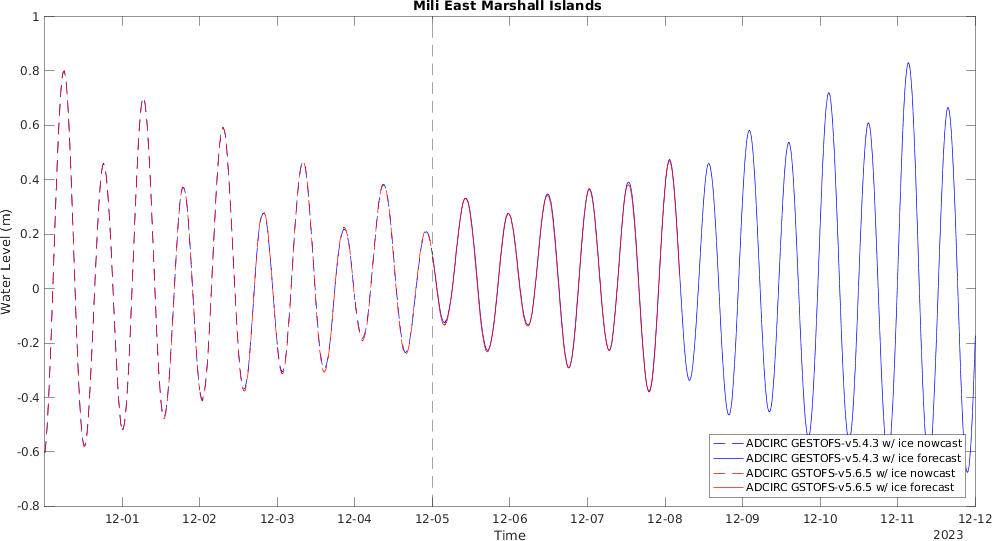 Mili East Marshall Islands
1
0.8
0.6
0.4
0.2
0
-0.2
-0.4
-0.6
-0.8
Water Level (m)
ADCIRC GESTOFS-v5.4.3 w/ ice nowcast
ADCIRC GESTOFS-v5.4.3 w/ ice forecast
ADCIRC GSTOFS-v5.6.5 w/ ice nowcast
ADCIRC GSTOFS-v5.6.5 w/ ice forecast
12-01 12-02 12-03 12-04 12-05 12-06 12-07 12-08 12-09 12-10 12-11 12-12
Time
2023